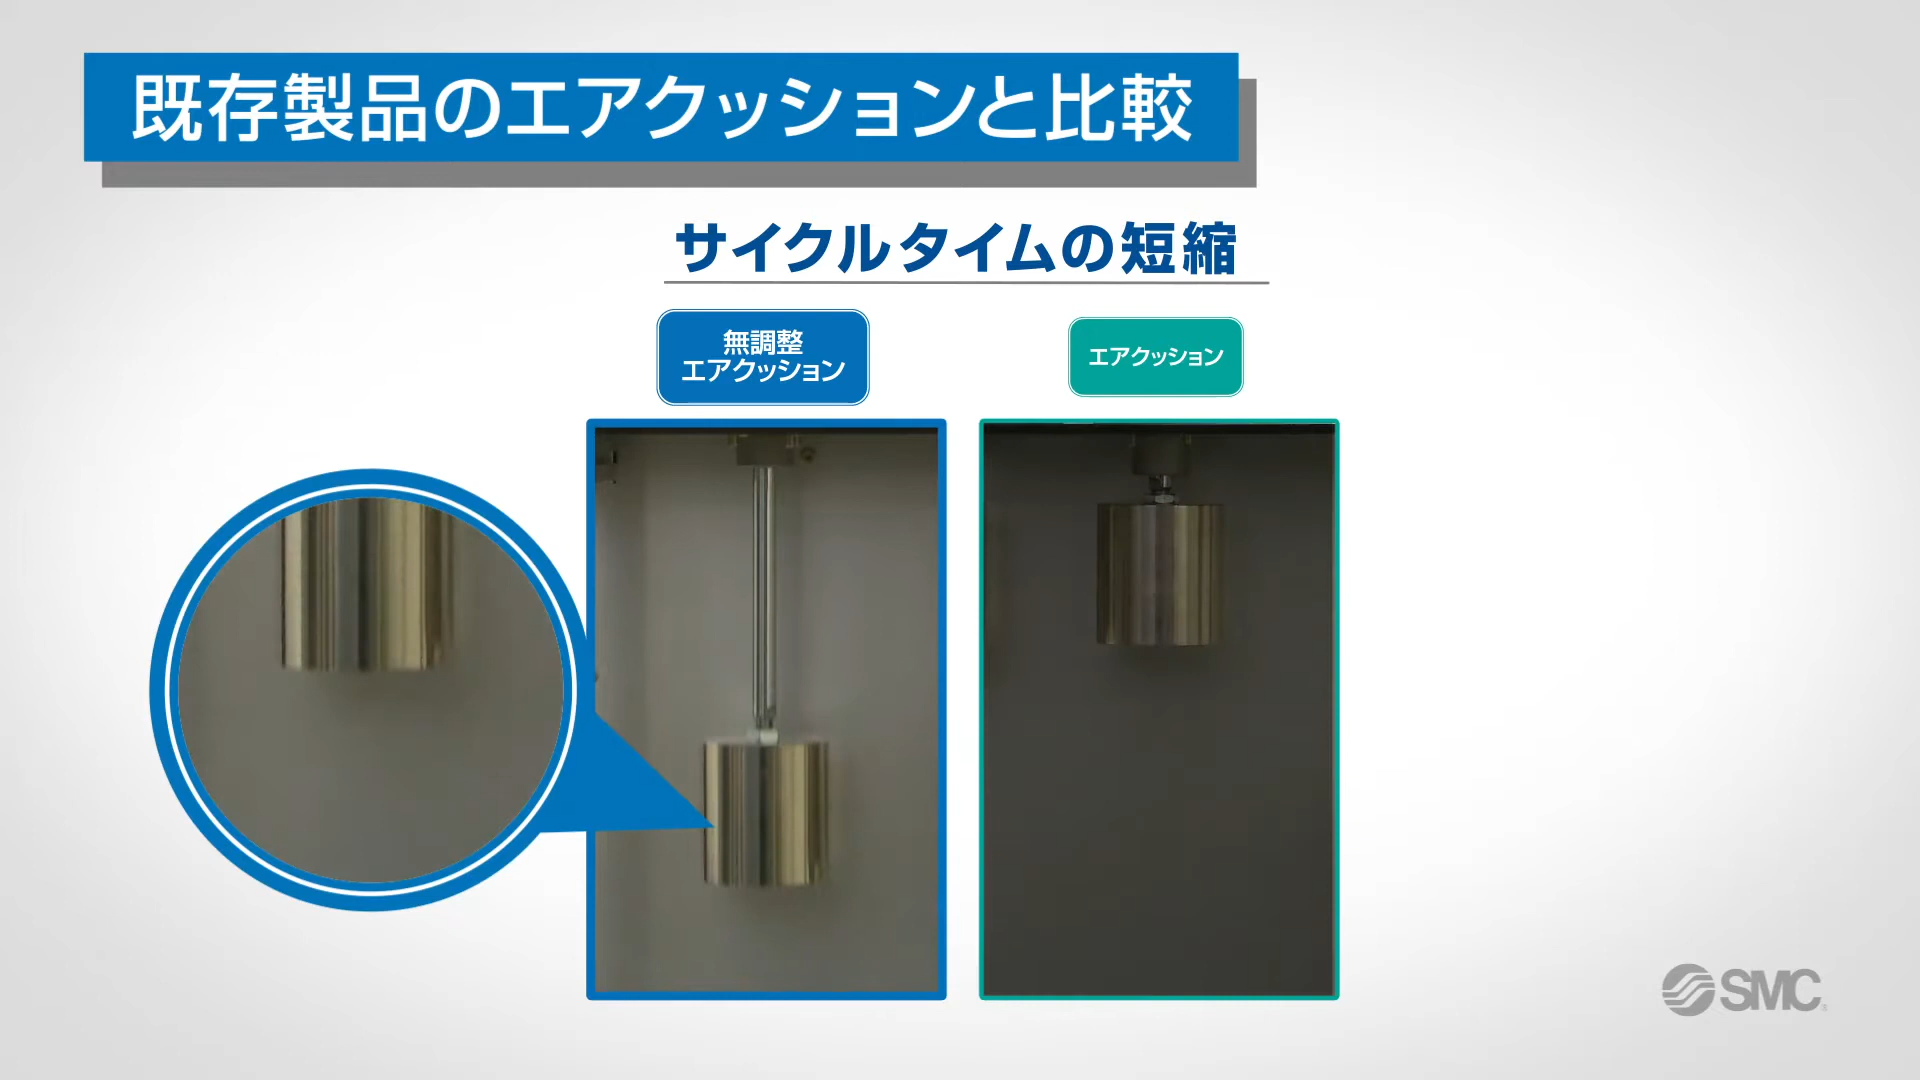 既存製品のエアクッションと比較
サイクルタイムの短縮
無調整
エアクッション
エアクッション
SMC